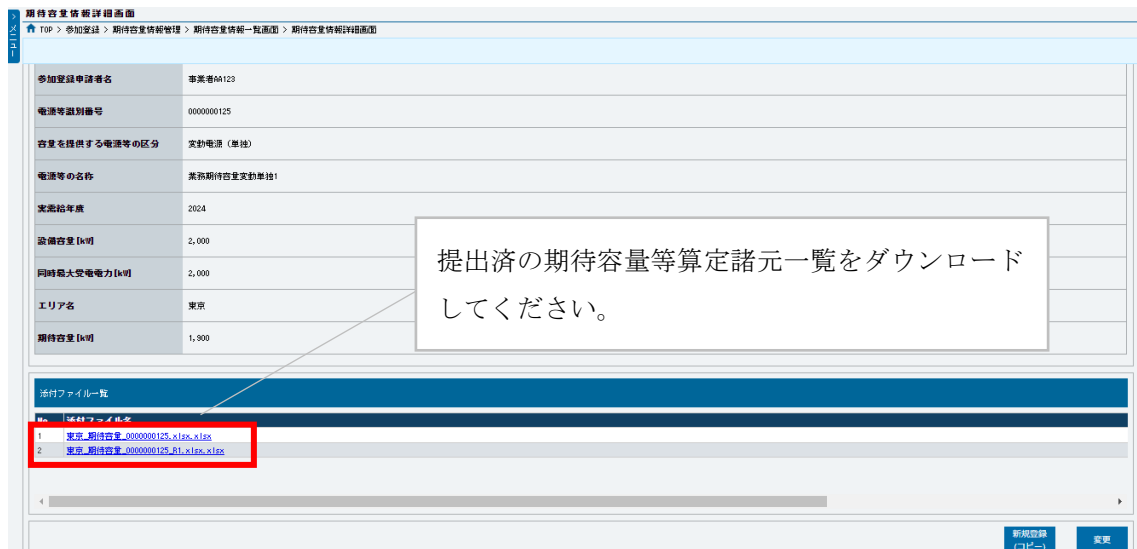 期待容量情報詳細画面
TOP > 参加登録 > 期待容量情報管理 > 期待容量情報一覧画面 > 期待容量情報詳細画面
> メニュー
参加登録申請者名 事業者AA123
電源等識別番号 0000000125
容量を提供する電源等の区分 変動電源（単独）
電源等の名称 業務期待容量変動単独1
実需給年度 2024
設備容量[kW] 2,000
同時最大受電電力[kW] 2,000
エリア名 東京
期待容量[kW] 1,900
提出済の期待容量等算定諸元一覧をダウンロード
してください。
添付ファイル一覧
No 添付ファイル名
1 東京_期待容量_0000000125.xlsx.xlsx
2 東京_期待容量_0000000125_R1.xlsx.xlsx
新規登録
(コピー)
変更